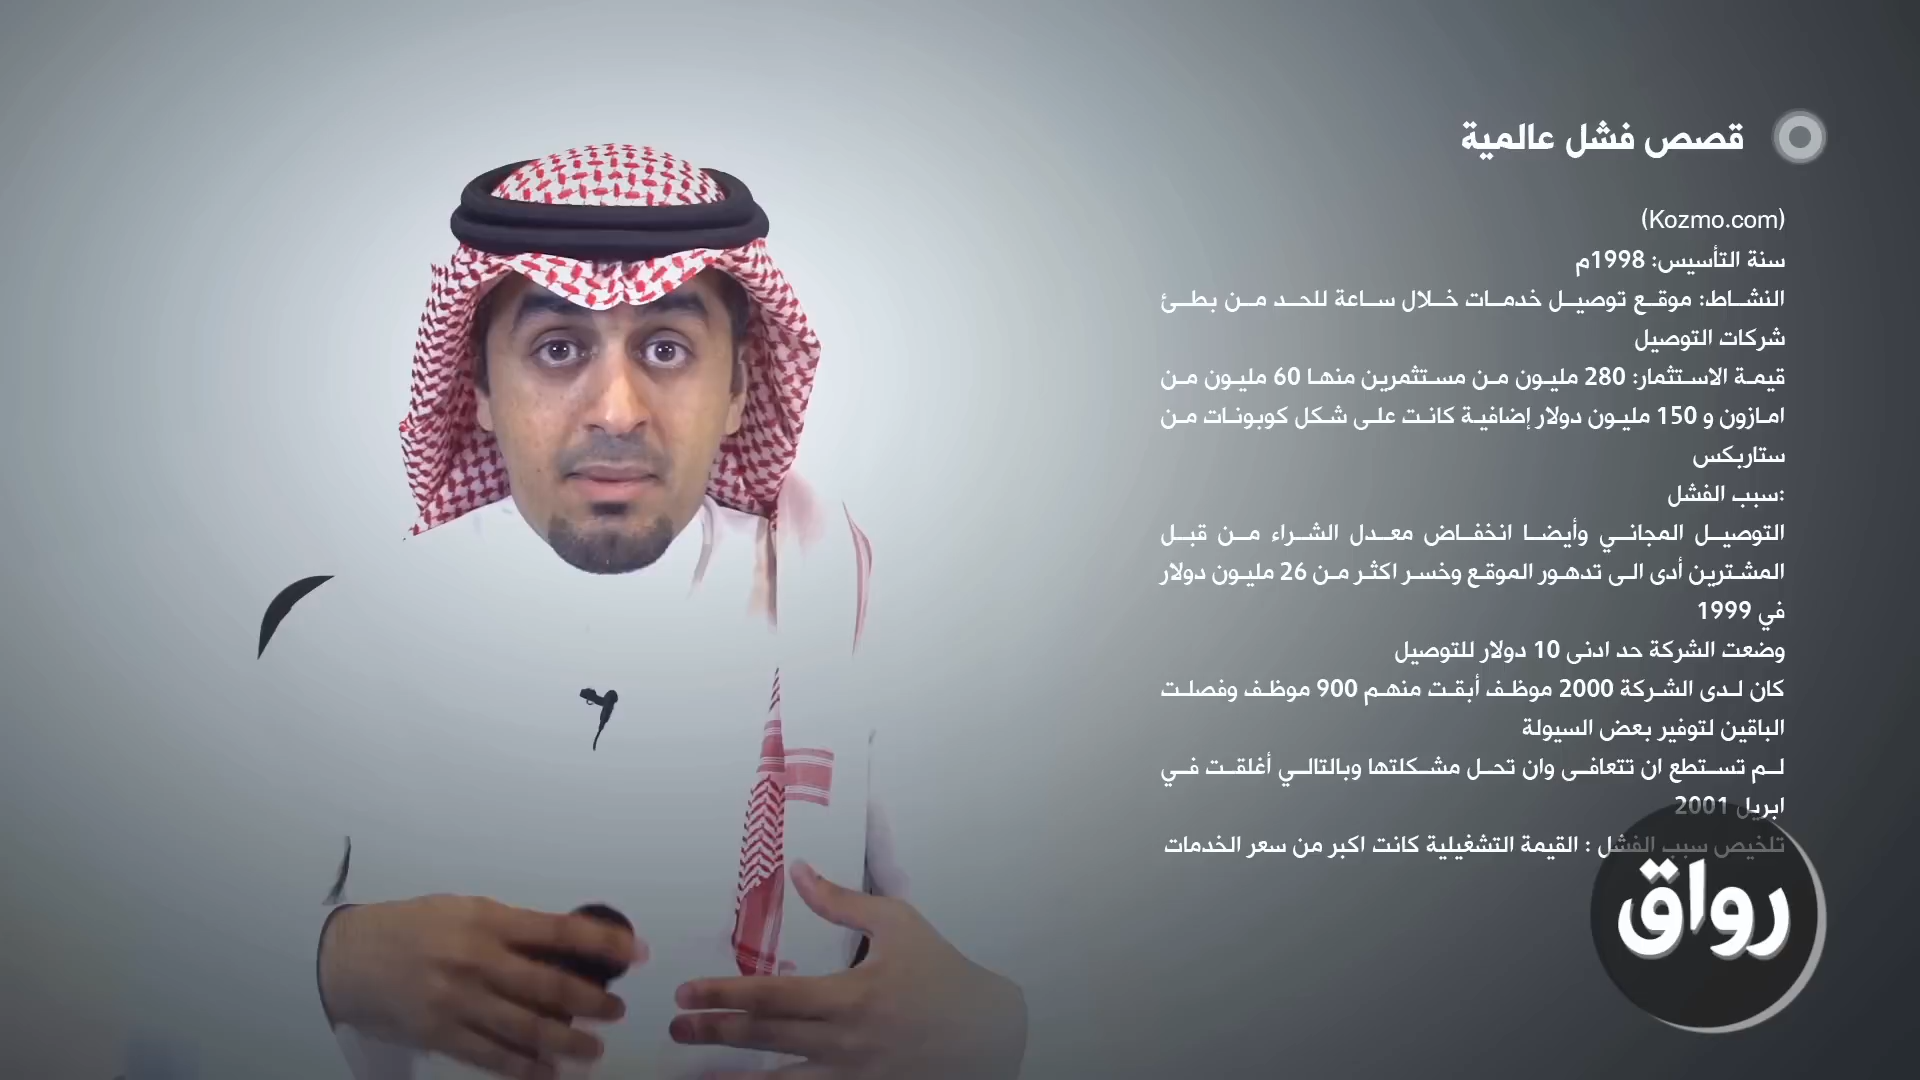 قصص فشل عالمية
(Kozmo.com)
سنة التأسيس: 1998م
النشاط: موقع توصيل خدمات خلال ساعة للحد من بطئ
شركات التوصيل
قيمة الاستثمار: 280 مليون من مستثمرين منها 60 مليون من
امازون و 150 مليون دولار إضافية كانت على شكل كوبونات من
ستاربكس
:سبب الفشل
التوصيل المجاني وأيضا انخفاض معدل الشراء من قبل
المشترين أدى الى تدهور الموقع وخسر اكثر من 26 مليون دولار
في 1999
وضعت الشركة حد ادنى 10 دولار للتوصيل
كان لدى الشركة 2000 موظف أبقت منهم 900 موظف وفصلت
الباقين لتوفير بعض السيولة
لم تستطع ان تتعافى وان تحل مشكلتها وبالتالي أغلقت في
ابريل 2001
تلخيص سبب الفشل : القيمة التشغيلية كانت اكبر من سعر الخدمات
رواق